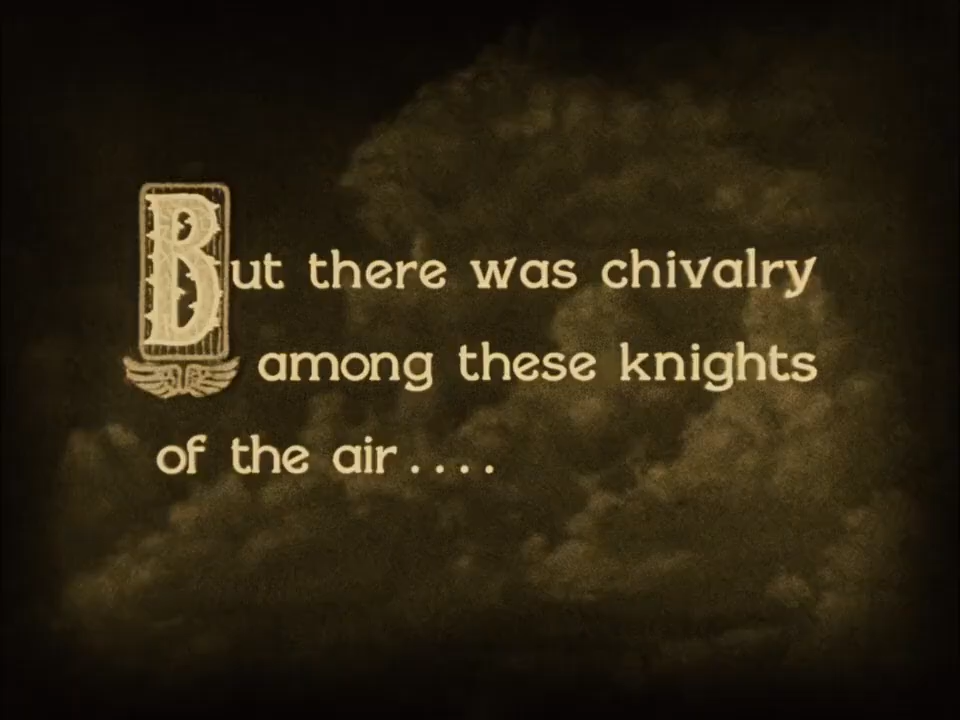 But there was chivalry
among these knights
of the air....